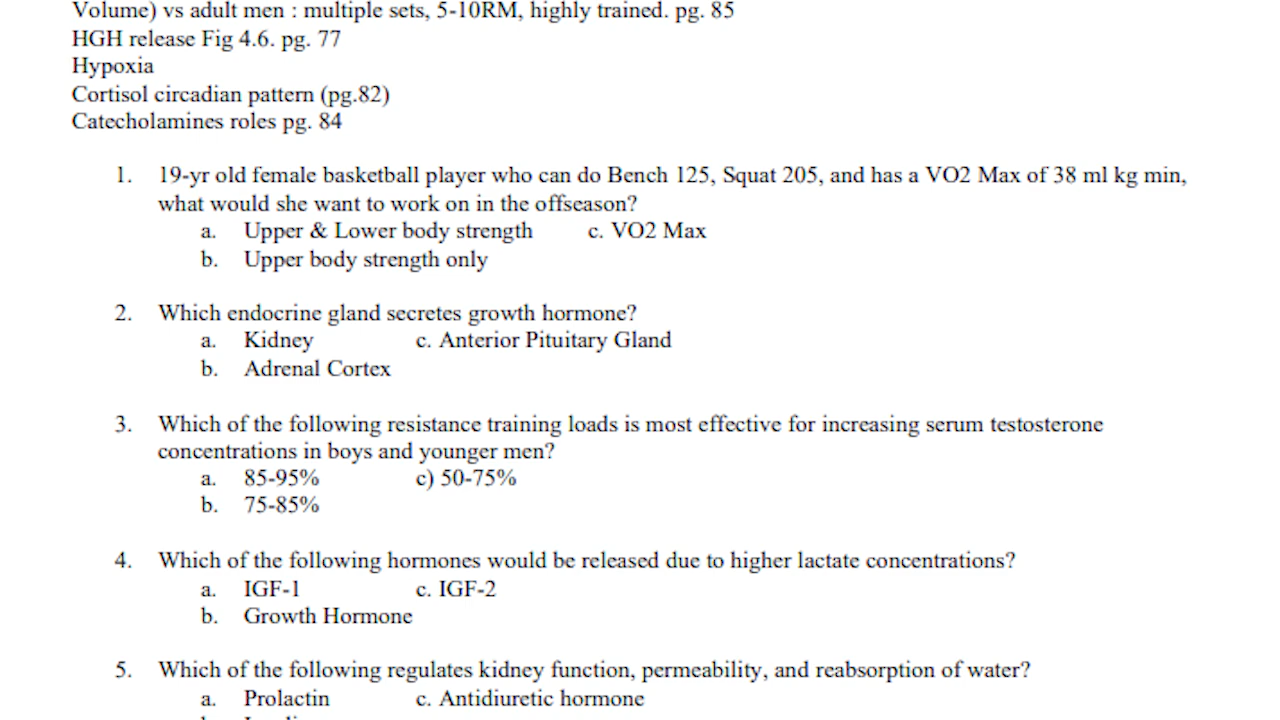 Volume) vs adult men : multiple sets, 5-10RM, highly trained. pg. 85
HGH release Fig 4.6. pg. 77
Hypoxia
Cortisol circadian pattern (pg.82)
Catecholamines roles pg. 84
1. 19-yr old female basketball player who can do Bench 125, Squat 205, and has a VO2 Max of 38 ml kg min,
what would she want to work on in the offseason?
a. Upper & Lower body strength c. VO2 Max
b. Upper body strength only
2. Which endocrine gland secretes growth hormone?
a. Kidney c. Anterior Pituitary Gland
b. Adrenal Cortex
3. Which of the following resistance training loads is most effective for increasing serum testosterone
concentrations in boys and younger men?
a. 85-95% c) 50-75%
b. 75-85%
4. Which of the following hormones would be released due to higher lactate concentrations?
a. IGF-1 c. IGF-2
b. Growth Hormone
5. Which of the following regulates kidney function, permeability, and reabsorption of water?
a. Prolactin c. Antidiuretic hormone